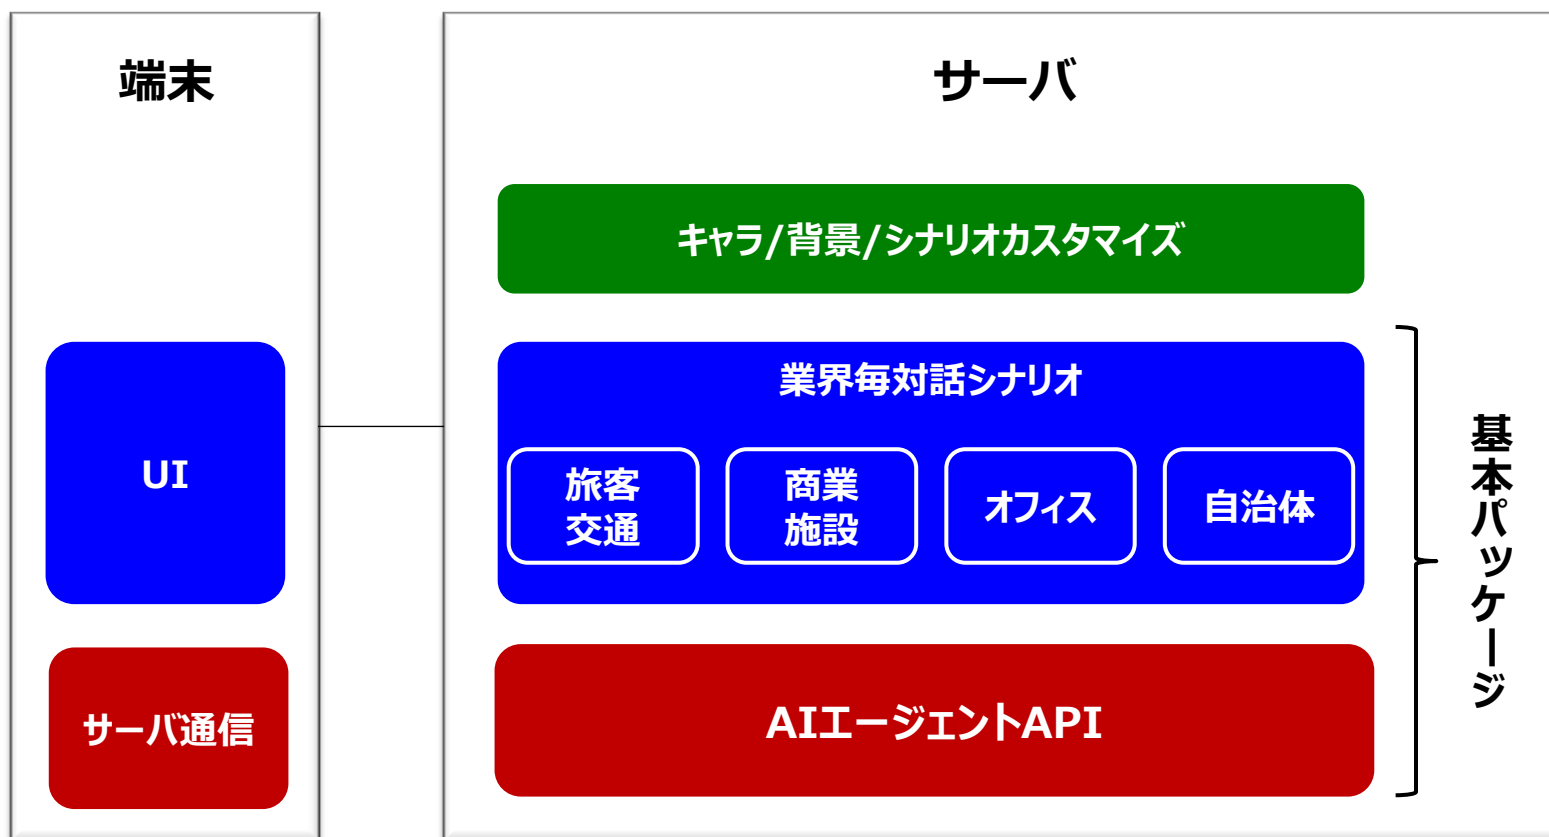 端末
サーバ
キャラ/背景/シナリオカスタマイズ
業界毎対話シナリオ
UI
旅客
交通
商業
施設
オフィス
自治体
サーバ通信
AIエージェントAPI
基本パッケージ